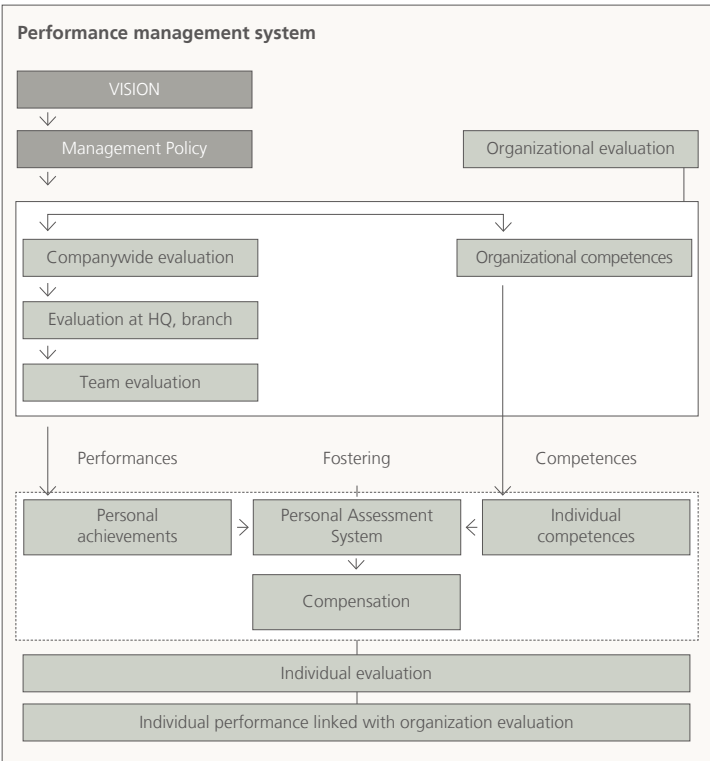 Performance management system
VISION
Management Policy
Organizational evaluation
Companywide evaluation
Organizational competences
Evaluation at HQ, branch
Team evaluation
Performances
Fostering
Competences
Personal
achievements
Personal Assessment
System
Individual
competences
Compensation
Individual evaluation
Individual performance linked with organization evaluation